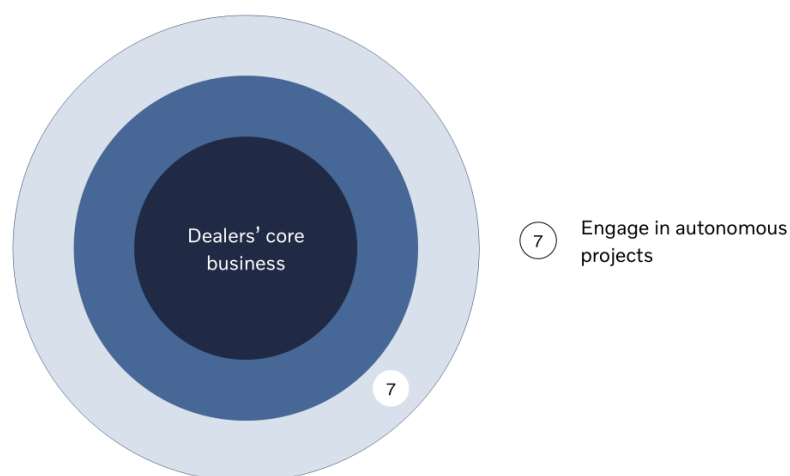 Dealers’ core
business
7
7
Engage in autonomous
projects